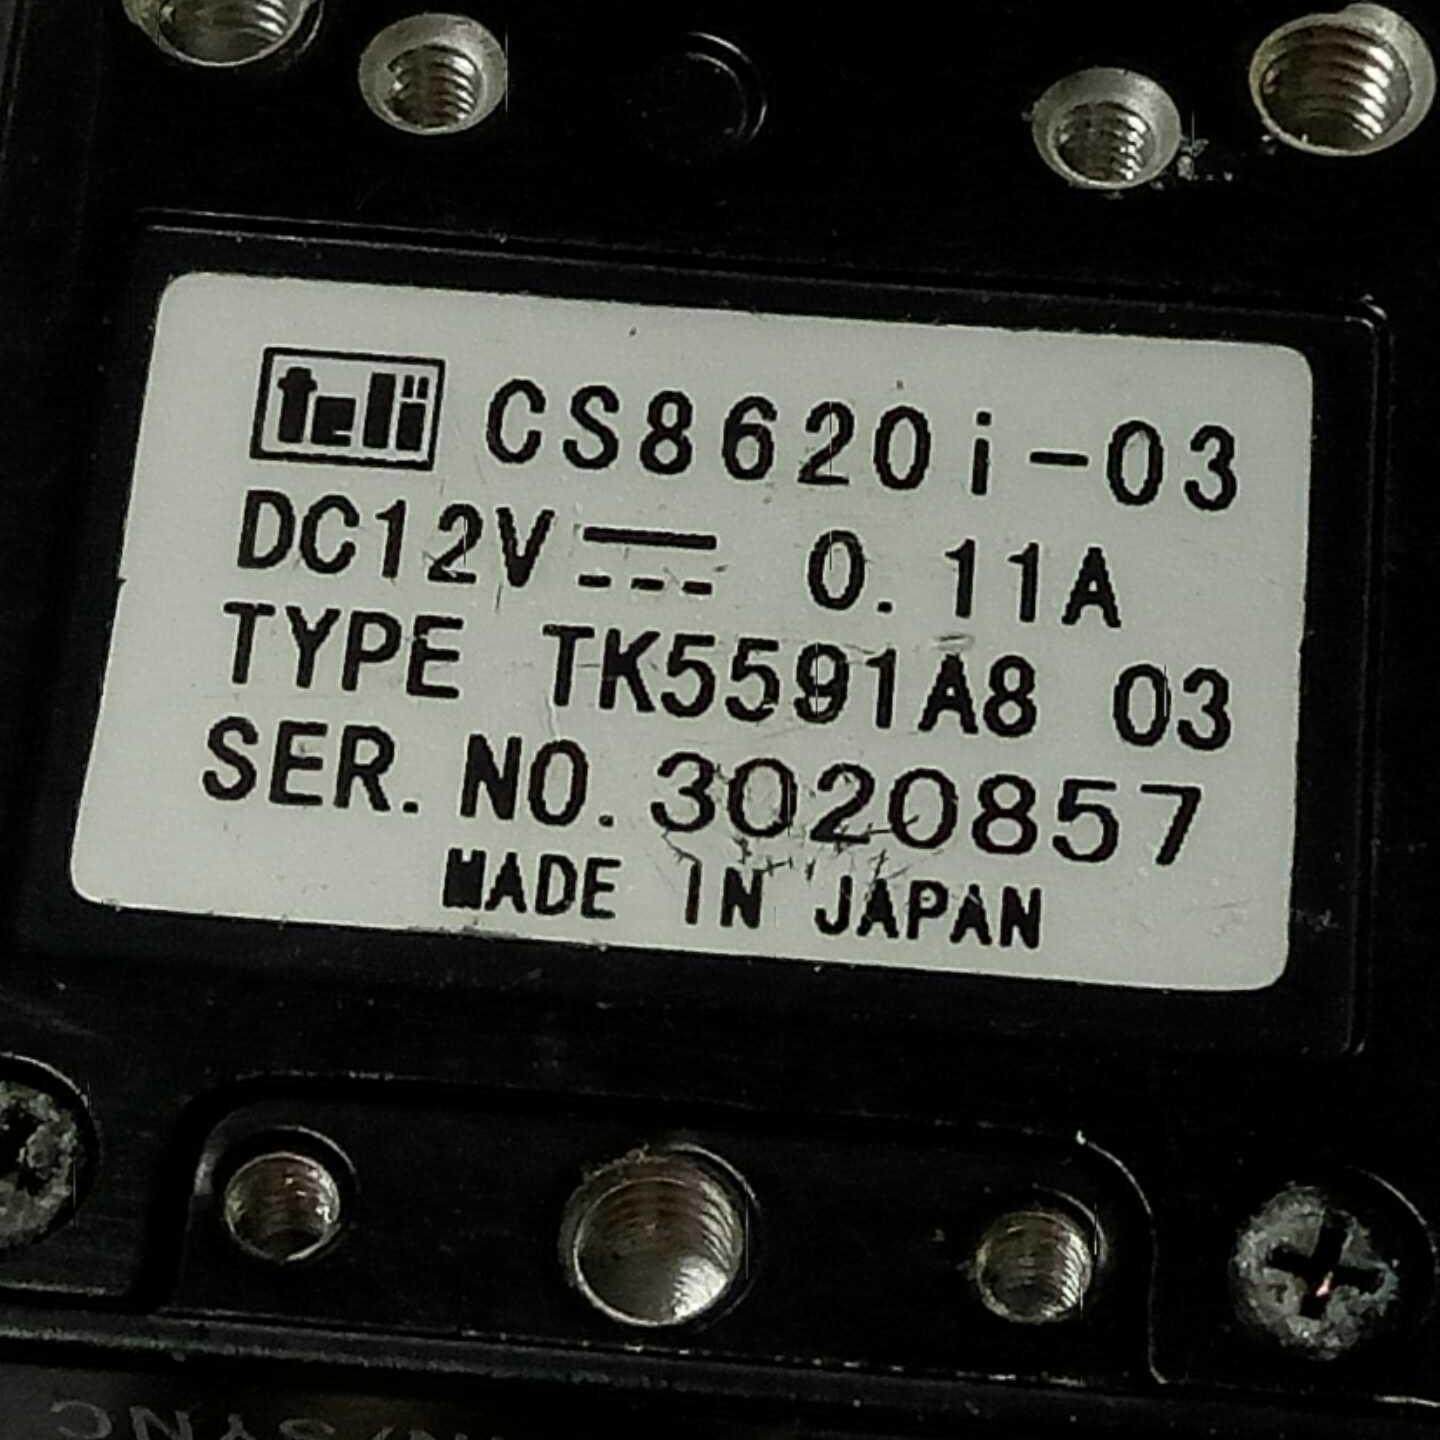 teli CS8620i-03
DC12V 0.11A
TYPE TK5591A8 03
SER. NO. 3020857
MADE IN JAPAN